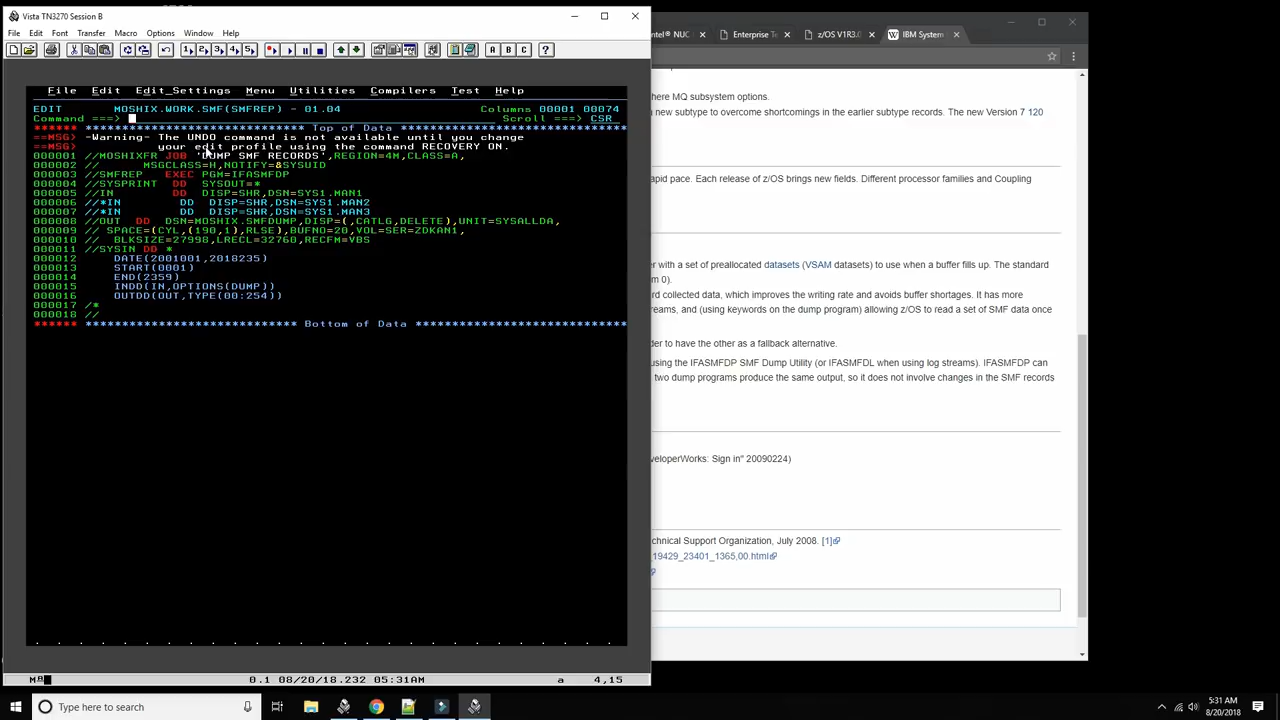 Vista TN3270 Session B
File Edit Font Transfer Macro Options Window Help
1 2 3 4 5 A B C ?
File Edit Edit_Settings Menu Utilities Compilers Test Help
EDIT MOSHIX.WORK.SMF(SMFREP) - 01.04 Columns 00001 00074
Command ===> Scroll ===> CSR
****** **************************** Top of Data ****************************
==MSG> -Warning- The UNDO command is not available until you change
==MSG> your edit profile using the command RECOVERY ON.
000001 //MOSHIXFR JOB 'DUMP SMF RECORDS',REGION=4M,CLASS=A,
000002 // MSGCLASS=H,NOTIFY=&SYSUID
000003 //SMFREP EXEC PGM=IFASMFDP
000004 //SYSPRINT DD SYSOUT=*
000005 //IN DD DISP=SHR,DSN=SYS1.MAN1
000006 //*IN DD DISP=SHR,DSN=SYS1.MAN2
000007 //*IN DD DISP=SHR,DSN=SYS1.MAN3
000008 //OUT DD DSN=MOSHIX.SMFDUMP,DISP=(,CATLG,DELETE),UNIT=SYSALLDA,
000009 // SPACE=(CYL,(190,1),RLSE),BUFNO=20,VOL=SER=ZDKAN1,
000010 // BLKSIZE=27998,LRECL=32760,RECFM=VBS
000011 //SYSIN DD *
000012 DATE(2001001,2018235)
000013 START(0001)
000014 END(2359)
000015 INDD(IN,OPTIONS(DUMP))
000016 OUTDD(OUT,TYPE(00:254))
000017 /*
000018 //
****** *************************** Bottom of Data ***************************
0.1 08/20/18.232 05:31AM a 4,15
ntel® NUC Enterprise Te z/OS V1R3.0 IBM System
here MQ subsystem options.
n new subtype to overcome shortcomings in the earlier subtype records. The new Version 7 120
rapid pace. Each release of z/OS brings new fields. Different processor families and Coupling
er with a set of preallocated datasets (VSAM datasets) to use when a buffer fills up. The standard
m 0).
rd collected data, which improves the writing rate and avoids buffer shortages. It has more
reams, and (using keywords on the dump program) allowing z/OS to read a set of SMF data once
rder to have the other as a fallback alternative.
using the IFASMFDP SMF Dump Utility (or IFASMFDL when using log streams). IFASMFDP can
two dump programs produce the same output, so it does not involve changes in the SMF records
veloperWorks: Sign in" 20090224)
chnical Support Organization, July 2008. [1]
19429_23401_1365,00.html
Type here to search
5:31 AM
8/20/2018